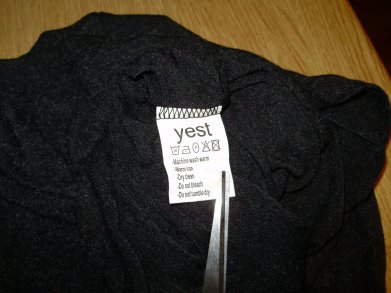 yest
-Machine wash warm
-Warm iron
-Dry clean
-Do not bleach
-Do not tumble dry